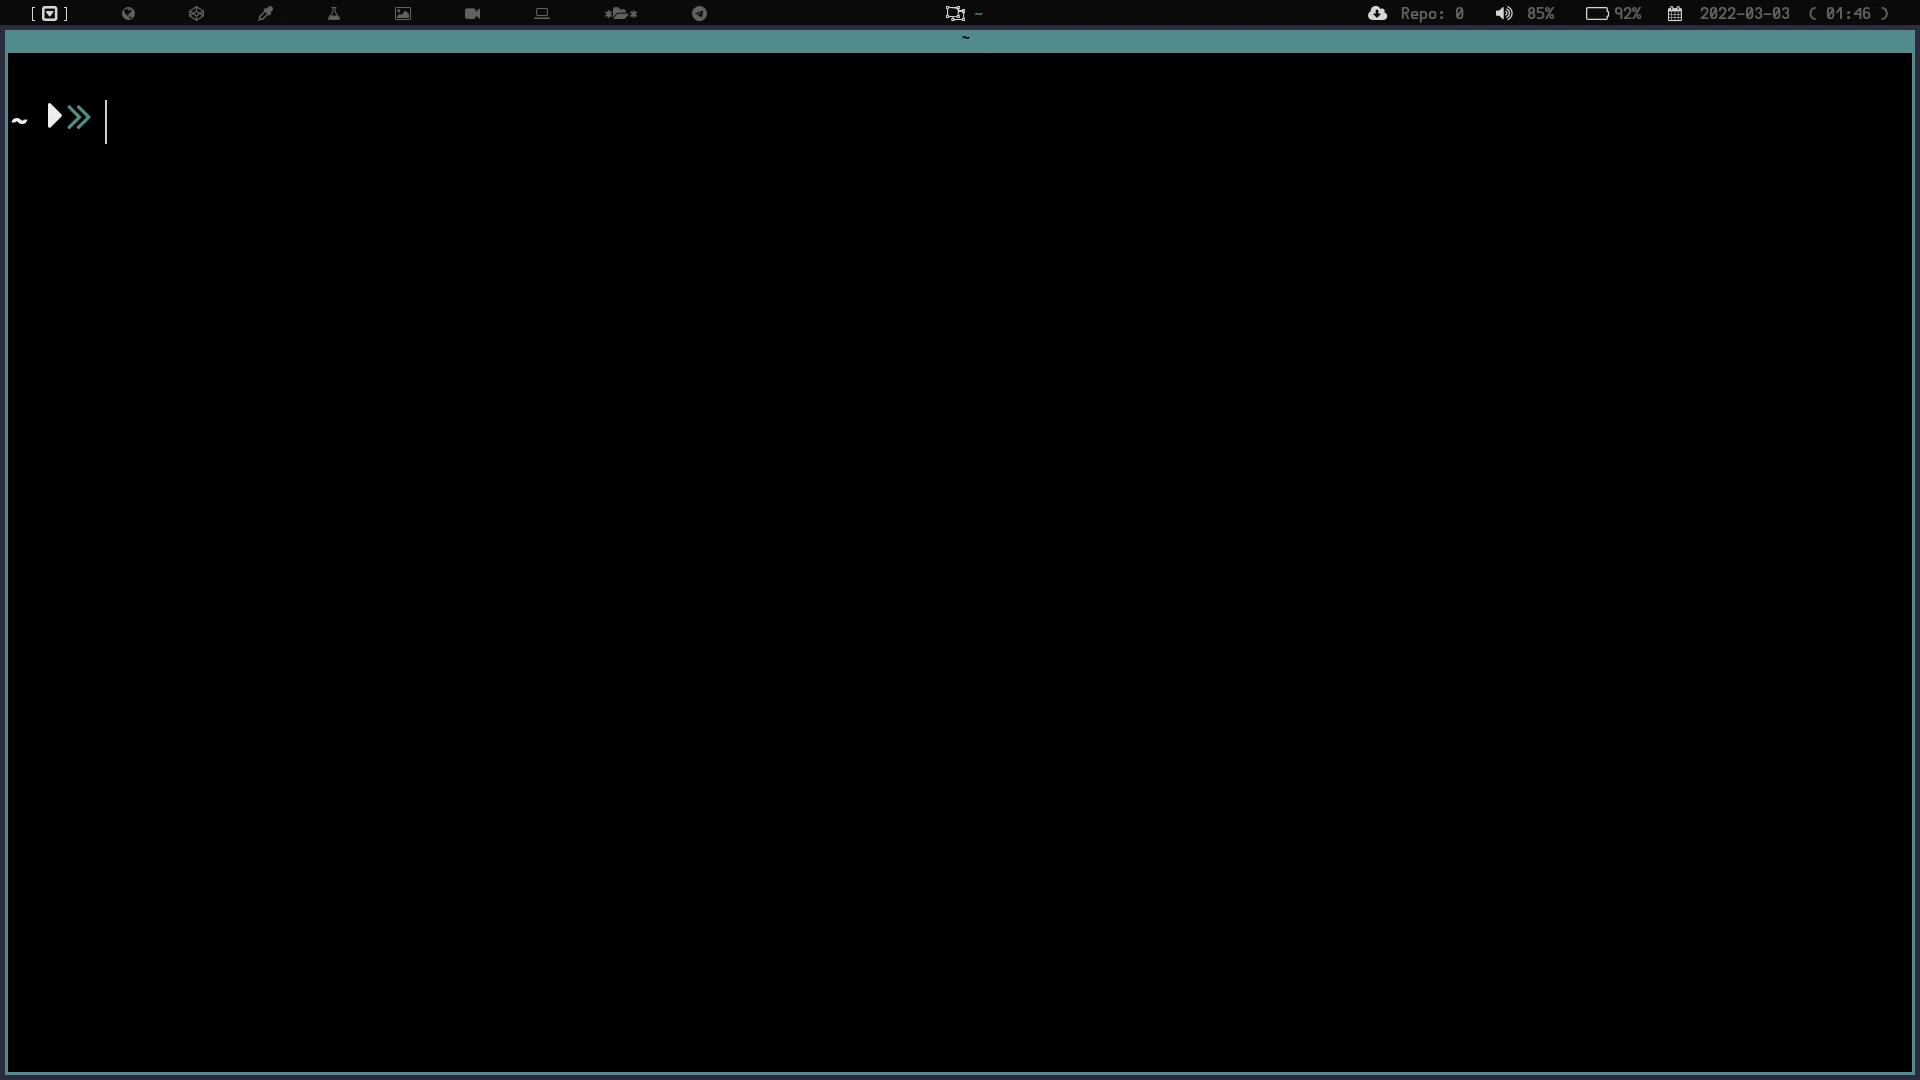 [ ] ** ~ Repo: 0 85% 92% 2022-03-03 ( 01:46 )
~
~